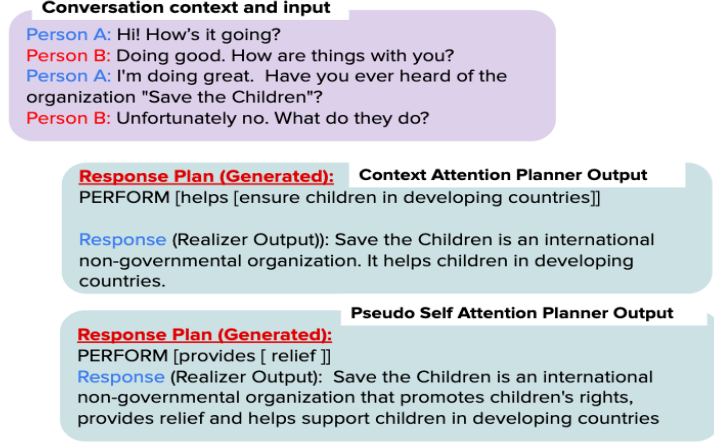 Conversation context and input
Person A: Hi! How's it going?
Person B: Doing good. How are things with you?
Person A: I'm doing great.  Have you ever heard of the
organization "Save the Children"?
Person B: Unfortunately no. What do they do?
Response Plan (Generated): Context Attention Planner Output
PERFORM [helps [ensure children in developing countries]]
Response (Realizer Output)): Save the Children is an international
non-governmental organization. It helps children in developing
countries.
Pseudo Self Attention Planner Output
Response Plan (Generated):
PERFORM [provides [ relief ]]
Response (Realizer Output):  Save the Children is an international
non-governmental organization that promotes children's rights,
provides relief and helps support children in developing countries